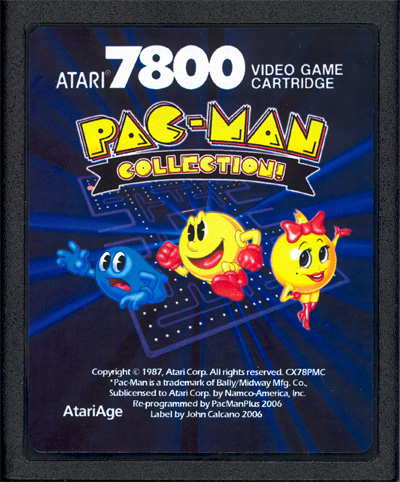 ATARI® 7800 VIDEO GAME
CARTRIDGE
PAC-MAN
COLLECTION!
Copyright © 1987, Atari Corp. All rights reserved. CX78PMC
*Pac-Man is a trademark of Bally/Midway Mfg. Co.,
Sublicensed to Atari Corp. by Namco-America, Inc.
Re-programmed by PacManPlus 2006
Label by John Calcano 2006
AtariAge